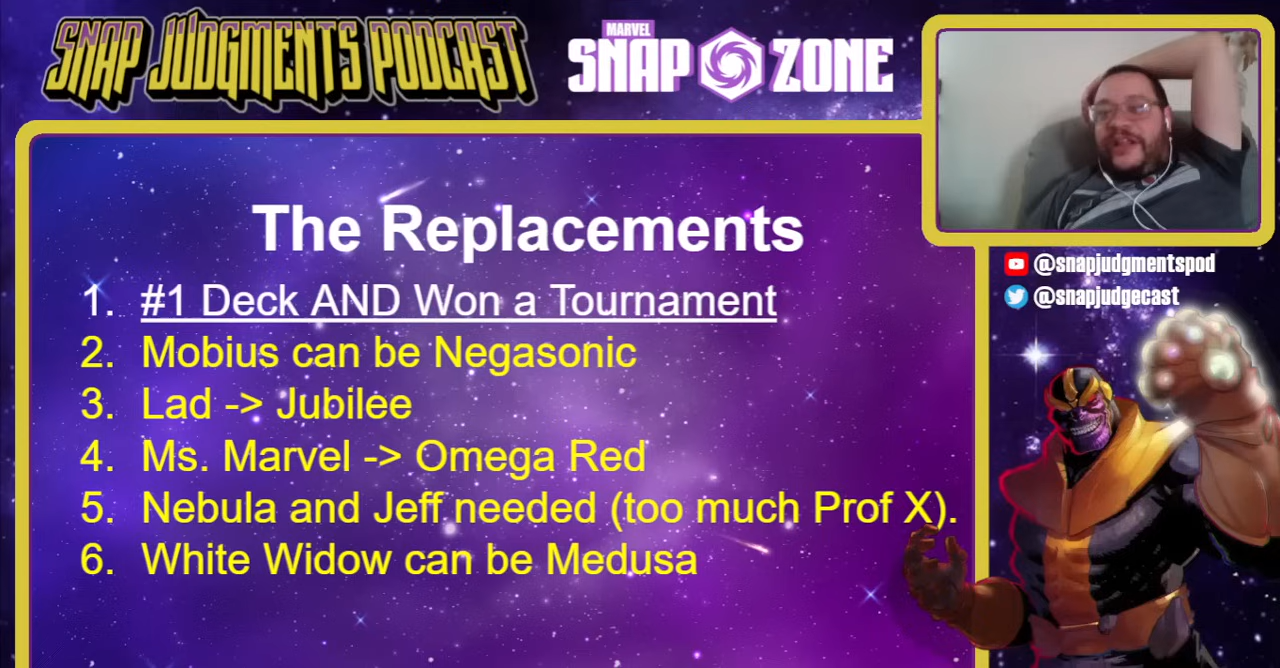 SNAP JUDGMENTS PODCAST
MARVEL
SNAP ZONE
The Replacements
1. #1 Deck AND Won a Tournament
2. Mobius can be Negasonic
3. Lad -> Jubilee
4. Ms. Marvel -> Omega Red
5. Nebula and Jeff needed (too much Prof X).
6. White Widow can be Medusa
@snapjudgmentspod
@snapjudgecast